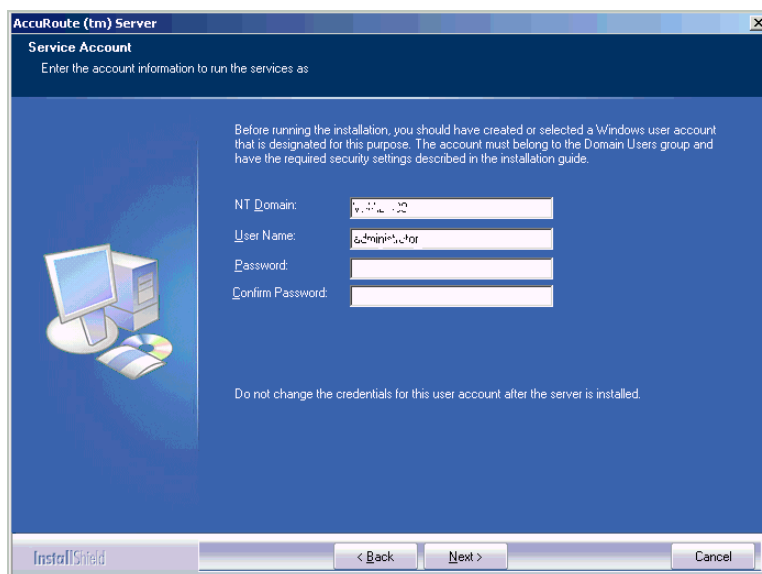 AccuRoute (tm) Server
Service Account
Enter the account information to run the services as
Before running the installation, you should have created or selected a Windows user account
that is designated for this purpose. The account must belong to the Domain Users group and
have the required security settings described in the installation guide.
NT Domain:
User Name: administrator
Password:
Confirm Password:
Do not change the credentials for this user account after the server is installed.
InstallShield
< Back
Next >
Cancel